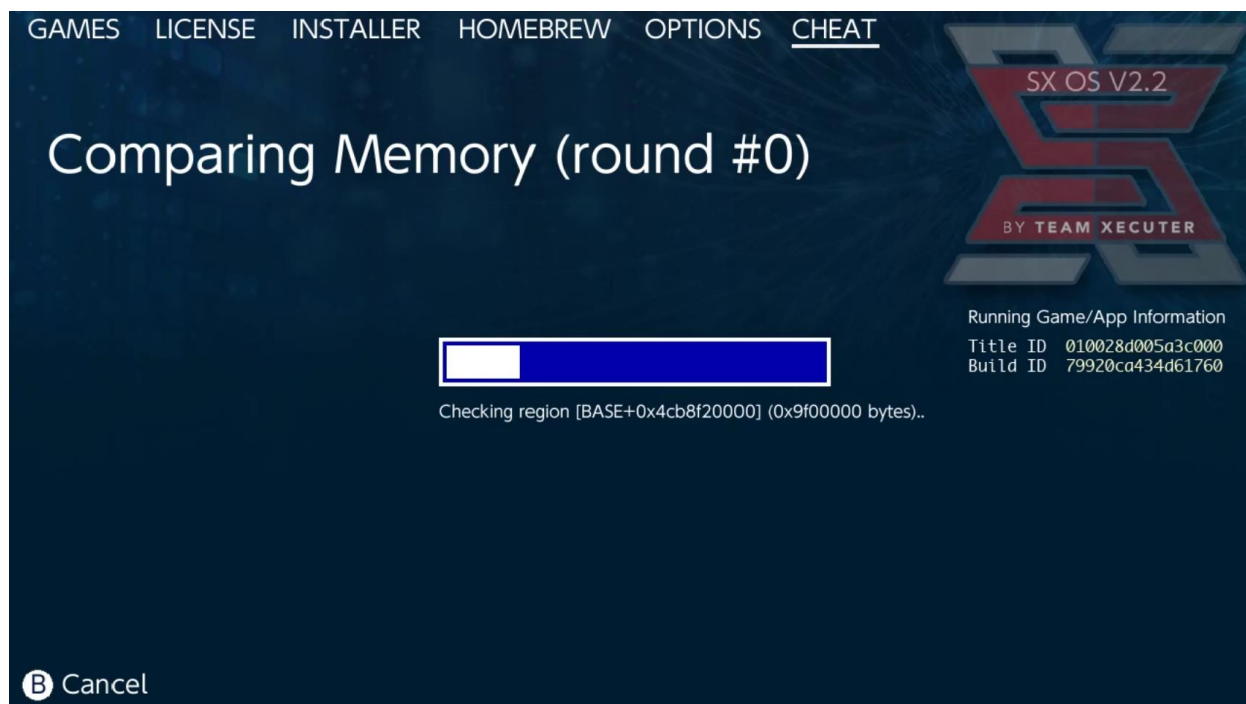 GAMES LICENSE INSTALLER HOMEBREW OPTIONS CHEAT
SX OS V2.2
BY TEAM XECUTER
Comparing Memory (round #0)
Running Game/App Information
Title ID 010028d005a3c000
Build ID 79920ca434d61760
Checking region [BASE+0x4cb8f20000] (0x9f00000 bytes)..
B Cancel